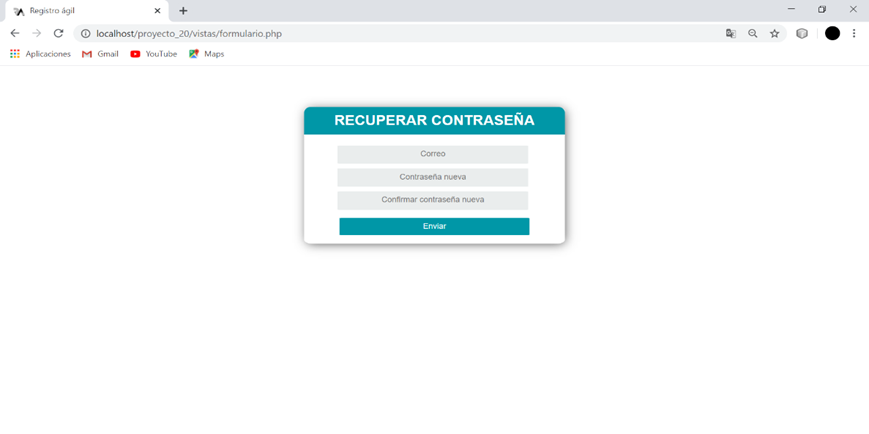 Registro ágil
localhost/proyecto_20/vistas/formulario.php
Aplicaciones Gmail YouTube Maps
RECUPERAR CONTRASEÑA
Correo
Contraseña nueva
Confirmar contraseña nueva
Enviar